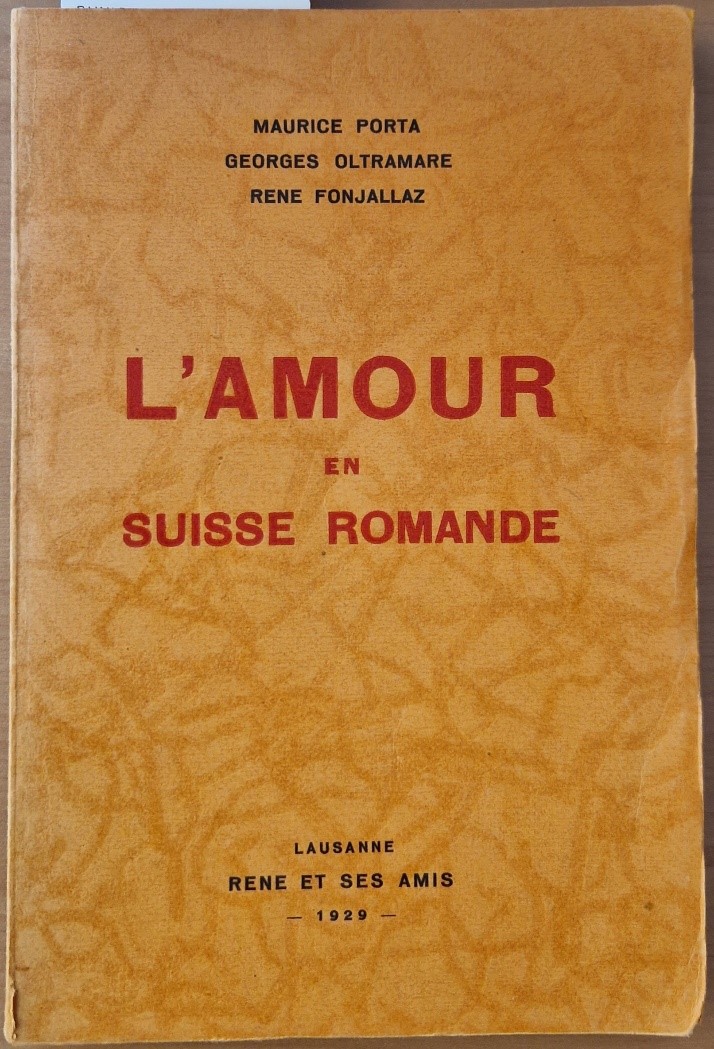 MAURICE PORTA
GEORGES OLTRAMARE
RENE FONJALLAZ
L'AMOUR
EN
SUISSE ROMANDE
LAUSANNE
RENE ET SES AMIS
— 1929 —